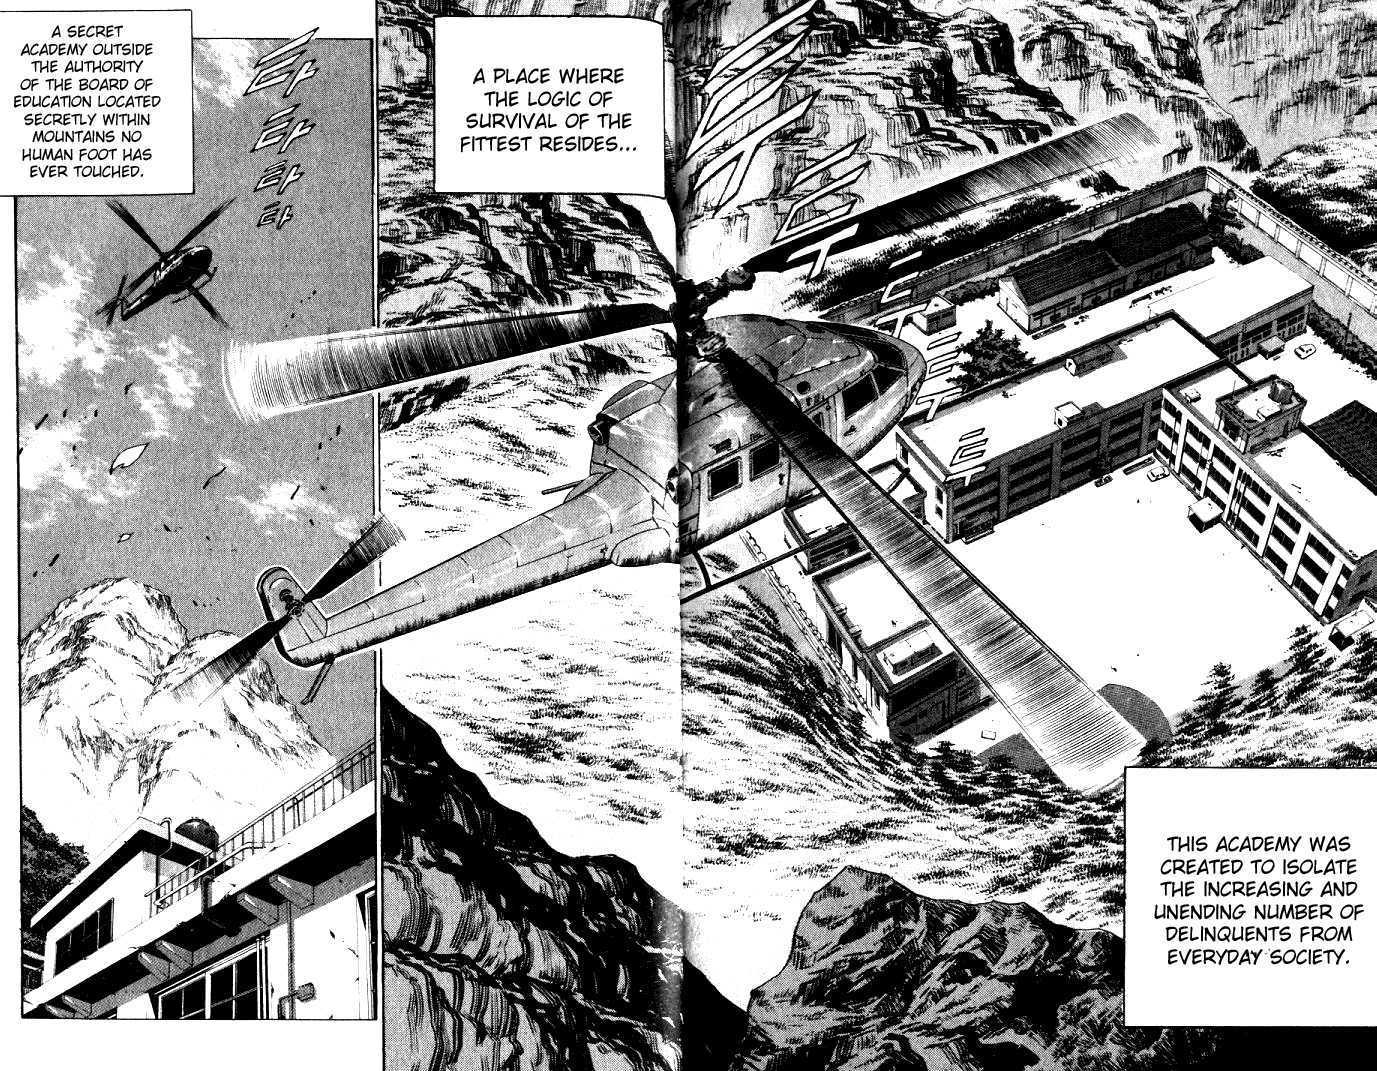 A SECRET
ACADEMY OUTSIDE
THE AUTHORITY
OF THE BOARD OF
EDUCATION LOCATED
SECRETLY WITHIN
MOUNTAINS NO
HUMAN FOOT HAS
EVER TOUCHED.
타
타
타
타
A PLACE WHERE
THE LOGIC OF
SURVIVAL OF THE
FITTEST RESIDES...
THIS ACADEMY WAS
CREATED TO ISOLATE
THE INCREASING AND
UNENDING NUMBER OF
DELINQUENTS FROM
EVERYDAY SOCIETY.